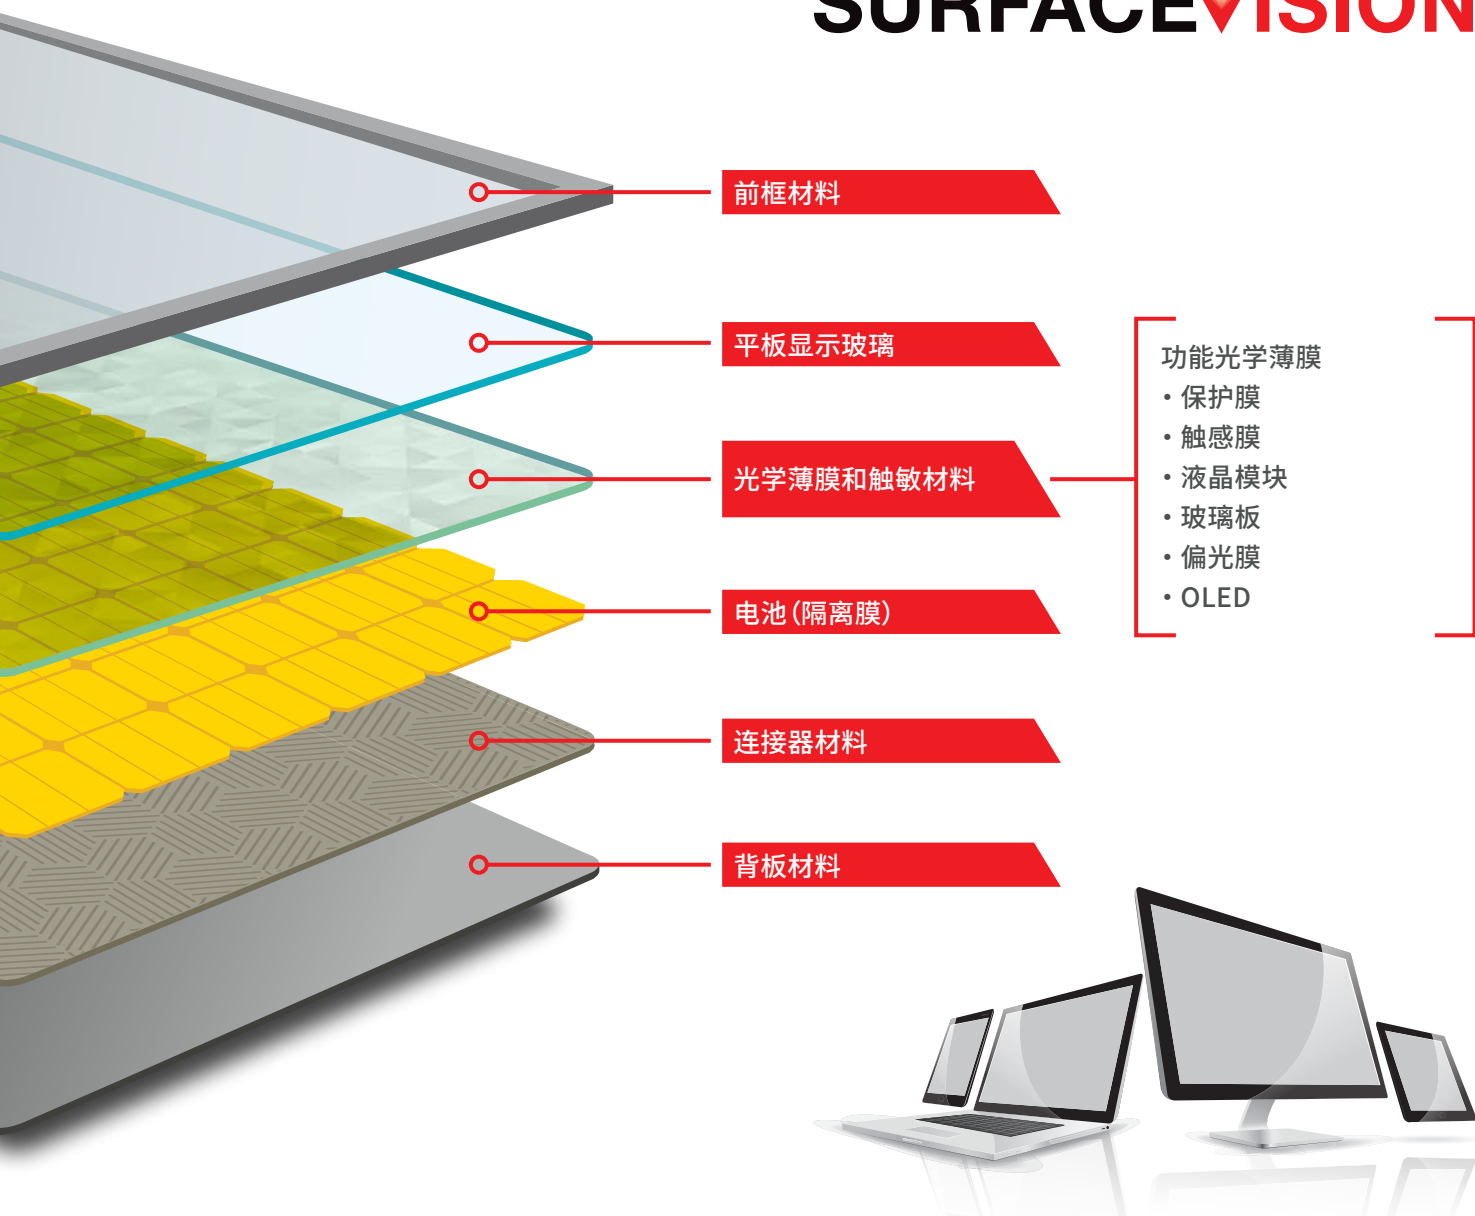 SURFACEVISION
前框材料
平板显示玻璃
光学薄膜和触敏材料
功能光学薄膜
・保护膜
・触感膜
・液晶模块
・玻璃板
・偏光膜
・OLED
电池（隔离膜）
连接器材料
背板材料